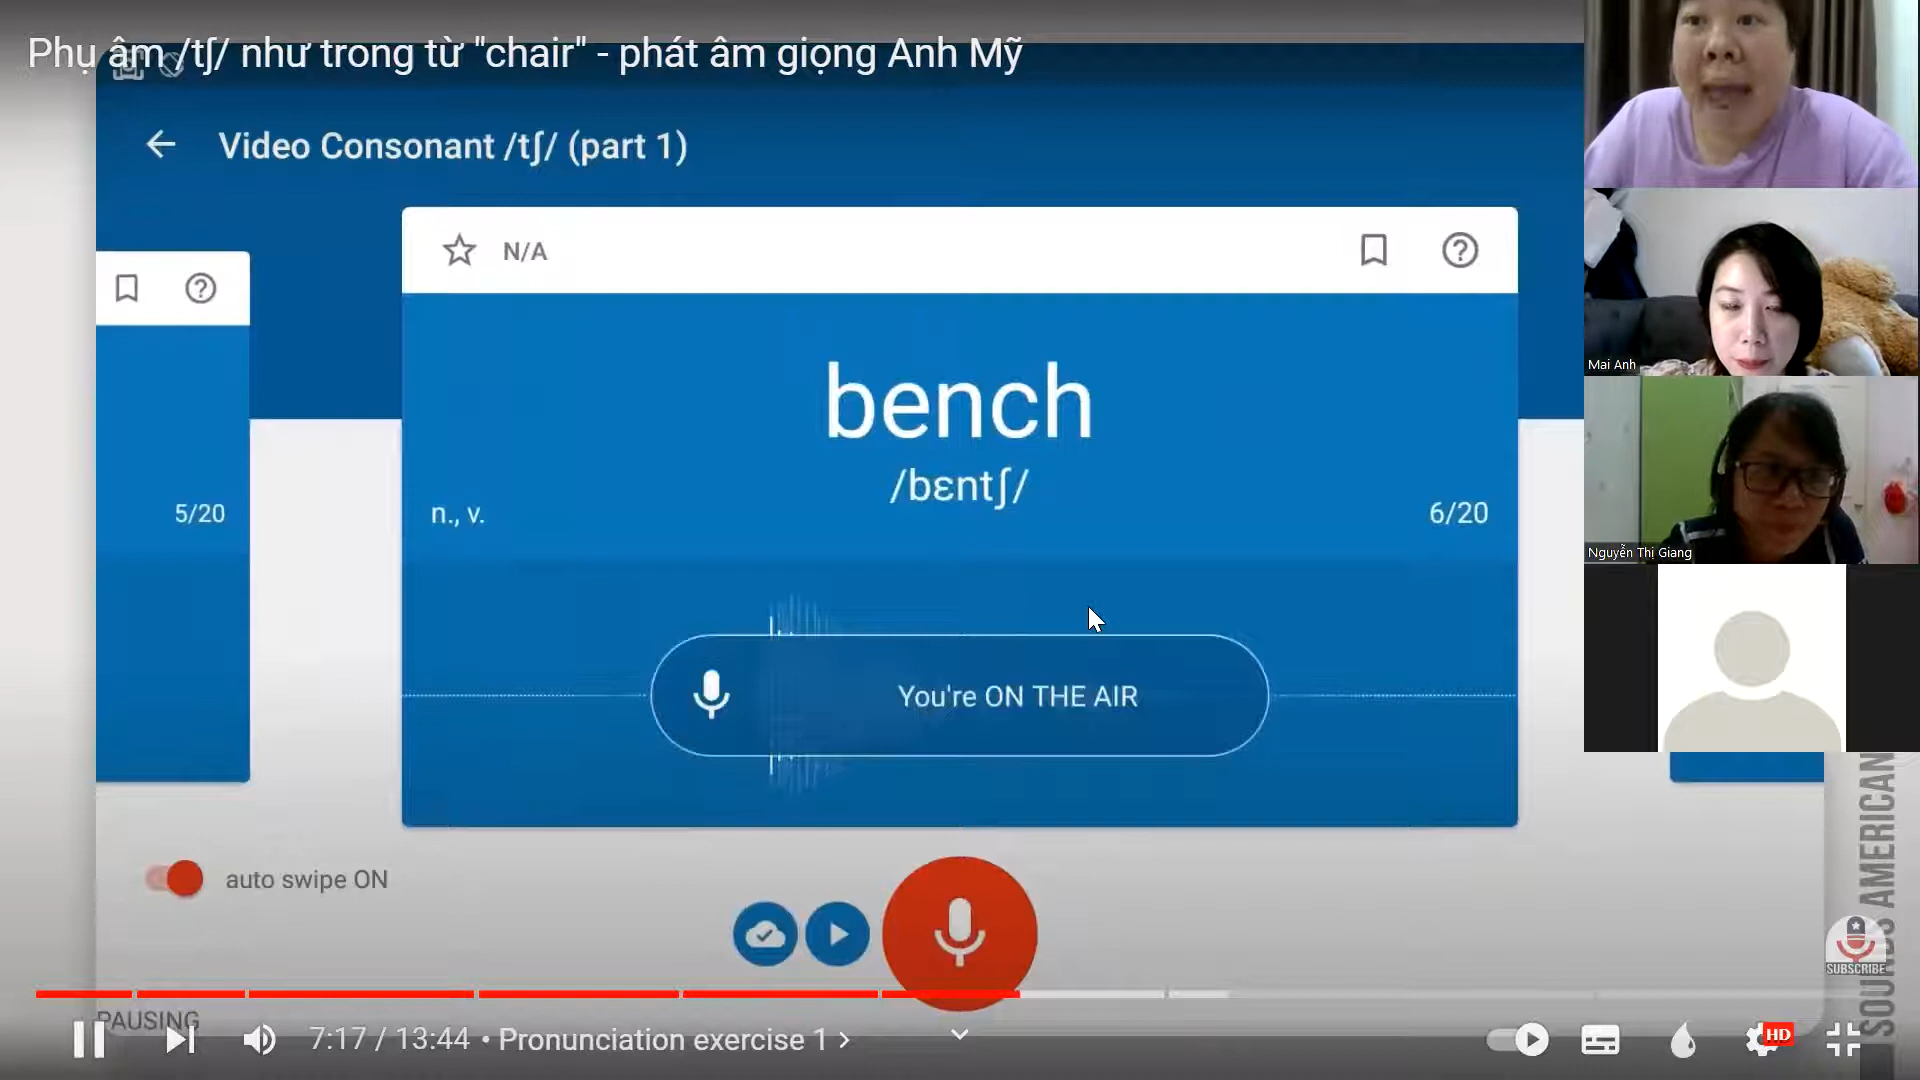 Phụ âm /tʃ/ như trong từ "chair" - phát âm giọng Anh Mỹ
Video Consonant /tʃ/ (part 1)
N/A
bench
/bɛntʃ/
n., v.
5/20
6/20
You're ON THE AIR
auto swipe ON
PAUSING
7:17 / 13:44 • Pronunciation exercise 1 ›
HD
Mai Anh
Nguyễn Thị Giang
SOUNDS AMERICAN
SUBSCRIBE